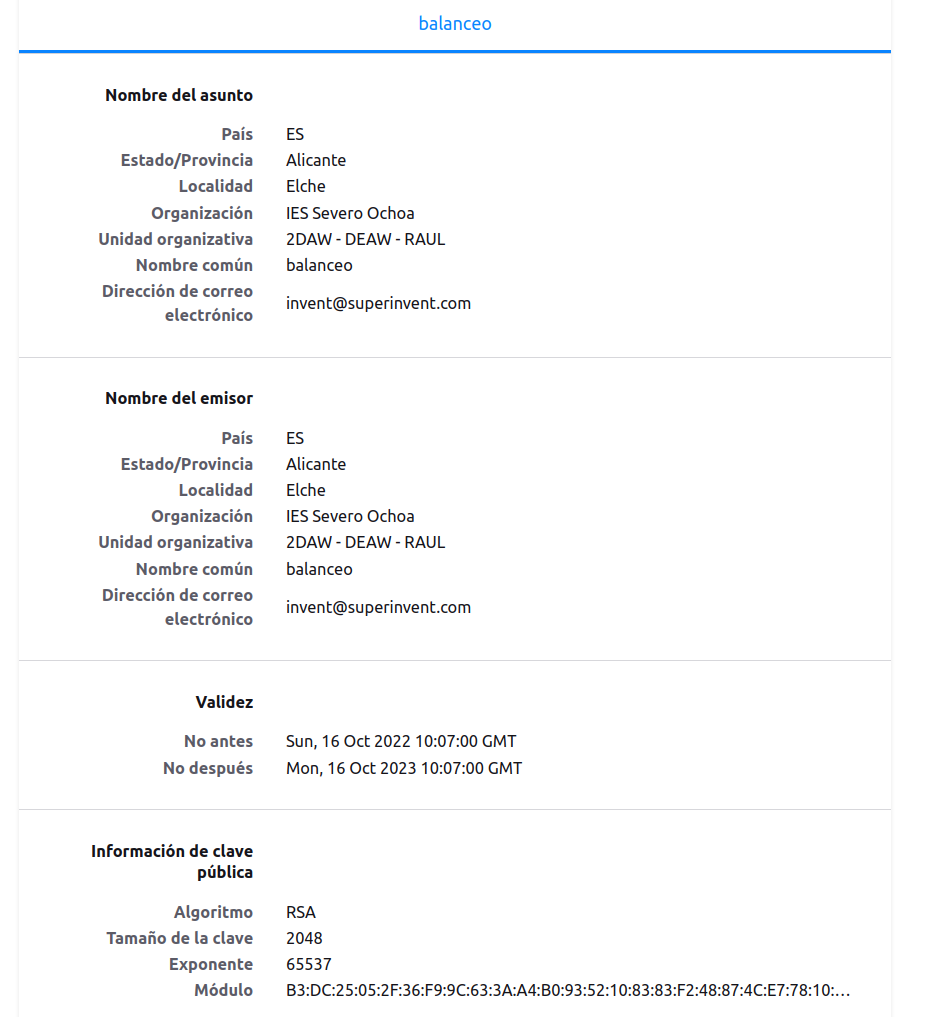 balanceo
Nombre del asunto
País ES
Estado/Provincia Alicante
Localidad Elche
Organización IES Severo Ochoa
Unidad organizativa 2DAW - DEAW - RAUL
Nombre común balanceo
Dirección de correo
electrónico invent@superinvent.com
Nombre del emisor
País ES
Estado/Provincia Alicante
Localidad Elche
Organización IES Severo Ochoa
Unidad organizativa 2DAW - DEAW - RAUL
Nombre común balanceo
Dirección de correo
electrónico invent@superinvent.com
Validez
No antes Sun, 16 Oct 2022 10:07:00 GMT
No después Mon, 16 Oct 2023 10:07:00 GMT
Información de clave
pública
Algoritmo RSA
Tamaño de la clave 2048
Exponente 65537
Módulo B3:DC:25:05:2F:36:F9:9C:63:3A:A4:B0:93:52:10:83:83:F2:48:87:4C:E7:78:10:…